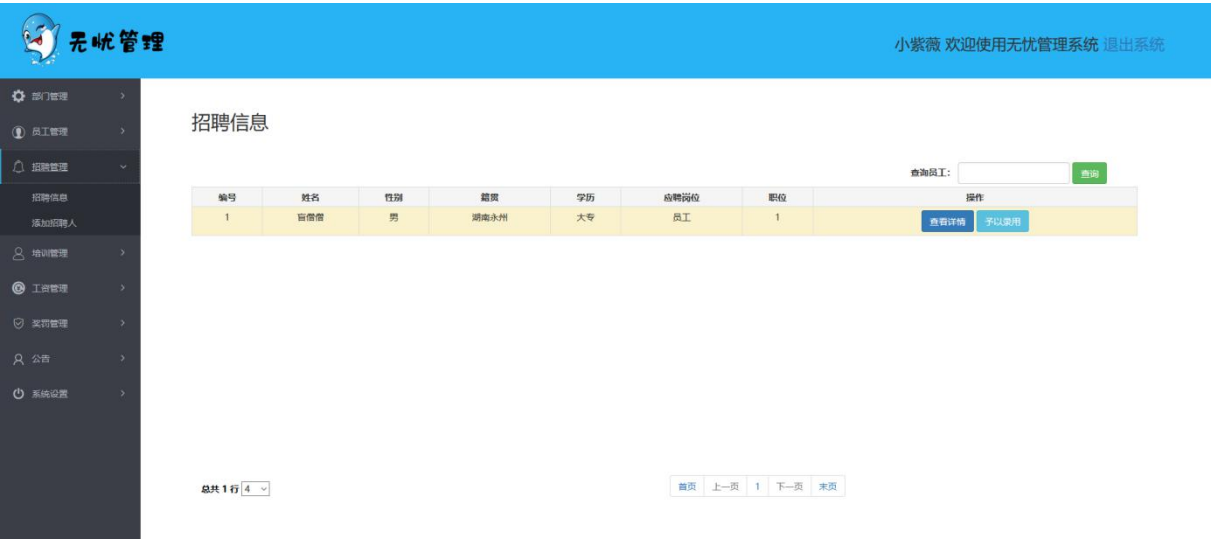 无忧管理
小紫薇 欢迎使用无忧管理系统 退出系统
部门管理
员工管理
招聘管理
招聘信息
添加招聘人
培训管理
工资管理
奖罚管理
公告
系统设置
招聘信息
查询员工： 查询
编号 姓名 性别 籍贯 学历 应聘岗位 职位 操作
1 盲僧僧 男 湖南永州 大专 员工 1 查看详情 予以录用
总共 1 行 4
首页 上一页 1 下一页 末页